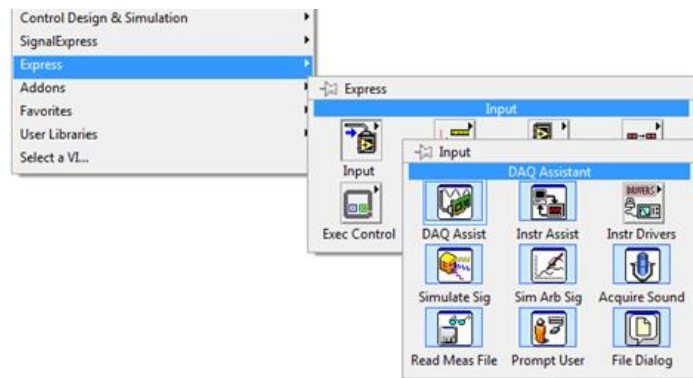 Control Design & Simulation
SignalExpress
Express
Addons
Favorites
User Libraries
Select a VI...
Express
Input
Input
Exec Control
Input
DAQ Assistant
DAQ Assist Instr Assist Instr Drivers
Simulate Sig Sim Arb Sig Acquire Sound
Read Meas File Prompt User File Dialog